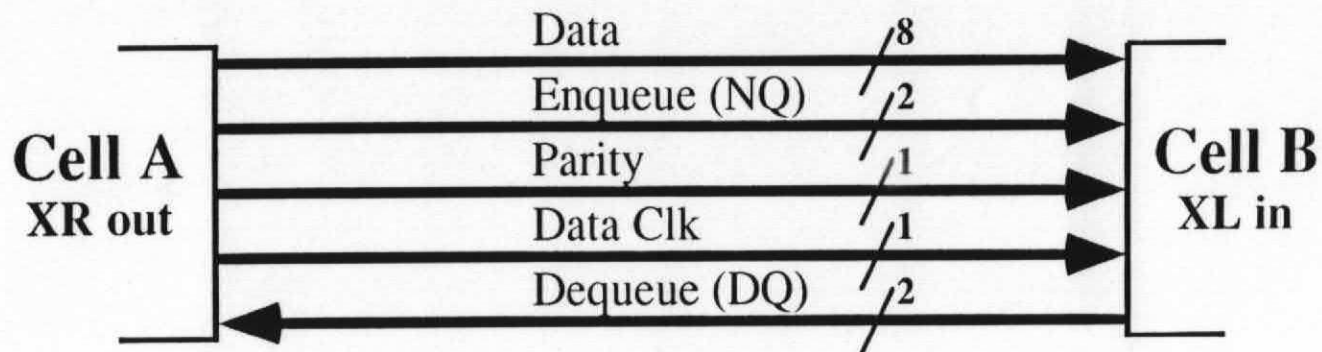 Data 8
Enqueue (NQ) 2
Cell A
XR out
Parity 1
Cell B
XL in
Data Clk 1
Dequeue (DQ) 2